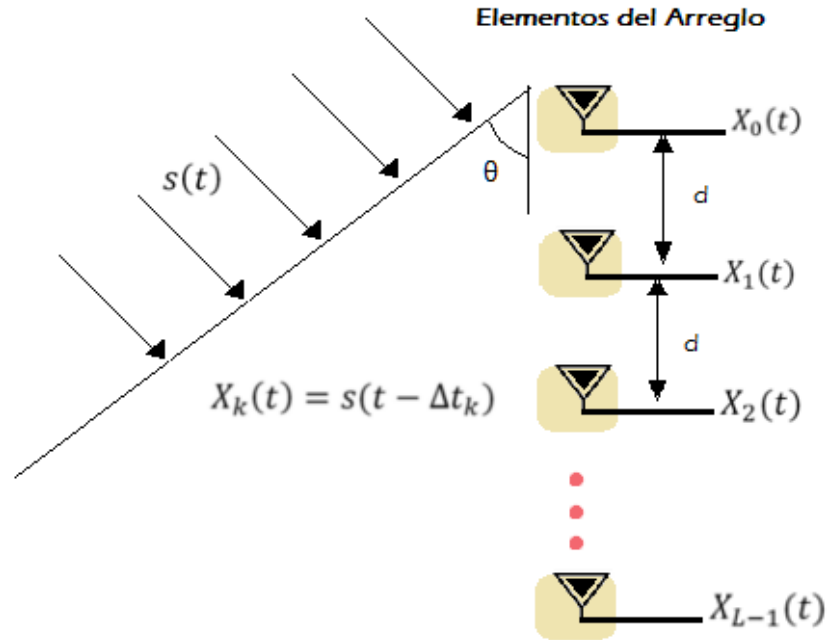 Elementos del Arreglo
X₀(t)
s(t)
θ
d
X₁(t)
d
Xₖ(t) = s(t − Δtₖ)
X₂(t)
X_{L−1}(t)